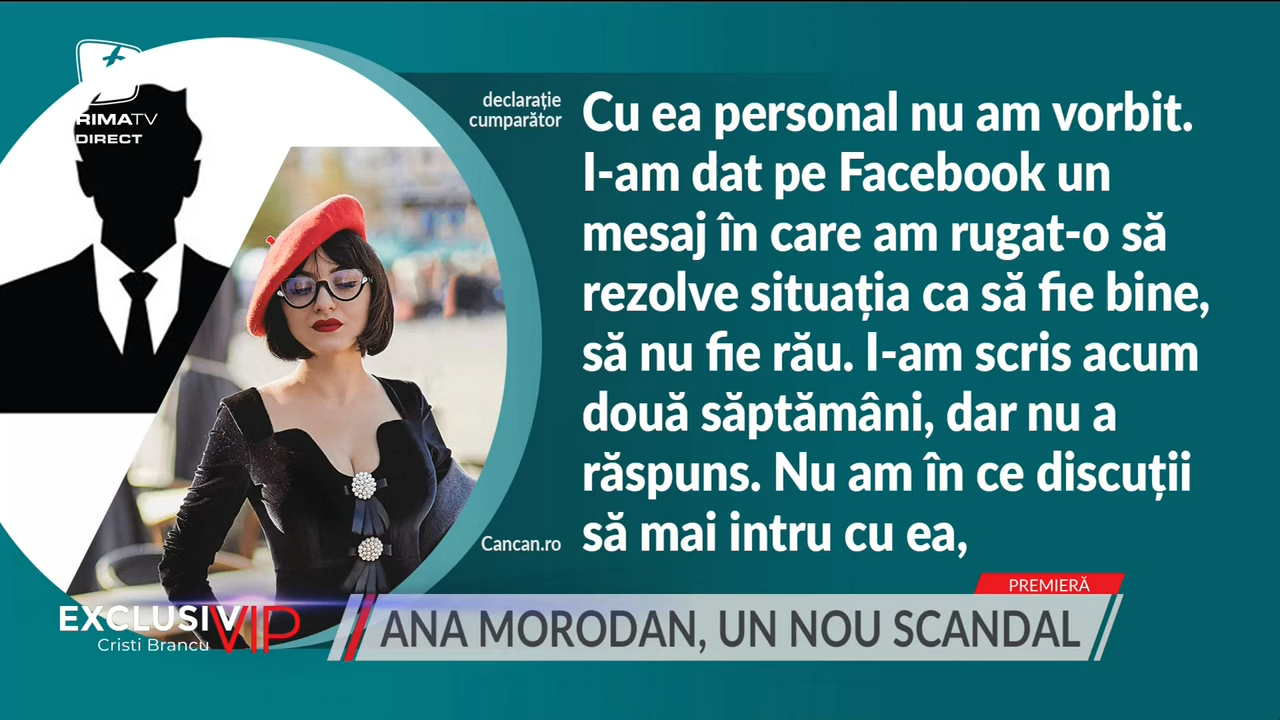 RIMATV
DIRECT
declarație
cumpărător
Cu ea personal nu am vorbit.
I-am dat pe Facebook un
mesaj în care am rugat-o să
rezolve situația ca să fie bine,
să nu fie rău. I-am scris acum
două săptămâni, dar nu a
răspuns. Nu am în ce discuții
să mai intru cu ea,
Cancan.ro
PREMIERĂ
EXCLUSIV VIP
Cristi Brancu
ANA MORODAN, UN NOU SCANDAL